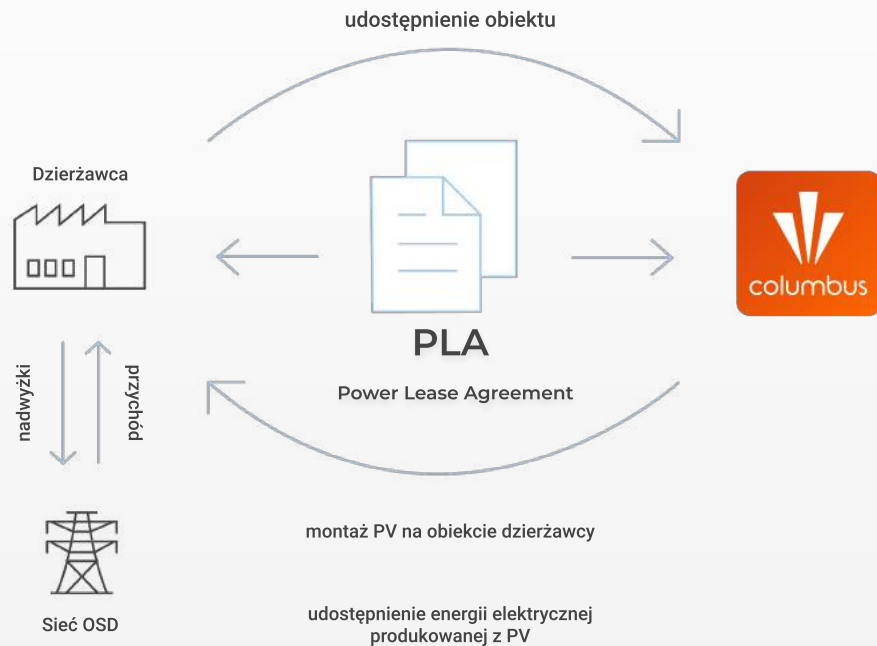 udostępnienie obiektu
Dzierżawca
columbus
PLA
Power Lease Agreement
nadwyżki
przychód
montaż PV na obiekcie dzierżawcy
Sieć OSD
udostępnienie energii elektrycznej
produkowanej z PV